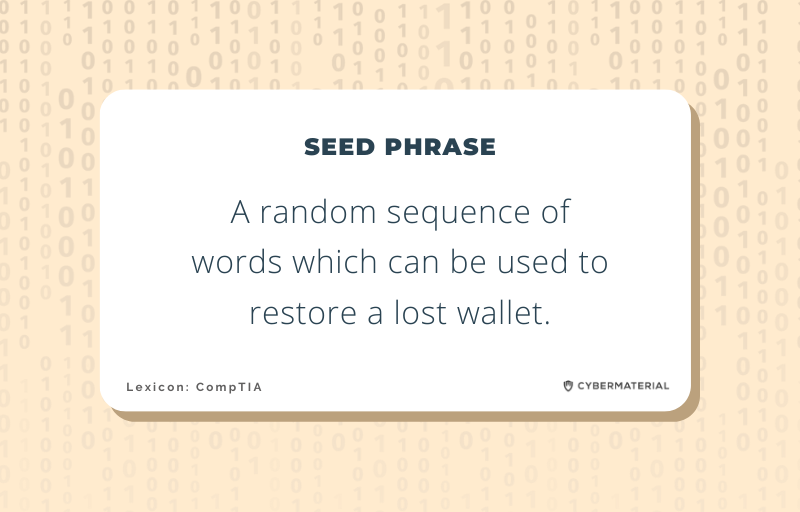 SEED PHRASE
A random sequence of
words which can be used to
restore a lost wallet.
Lexicon: CompTIA
CYBERMATERIAL